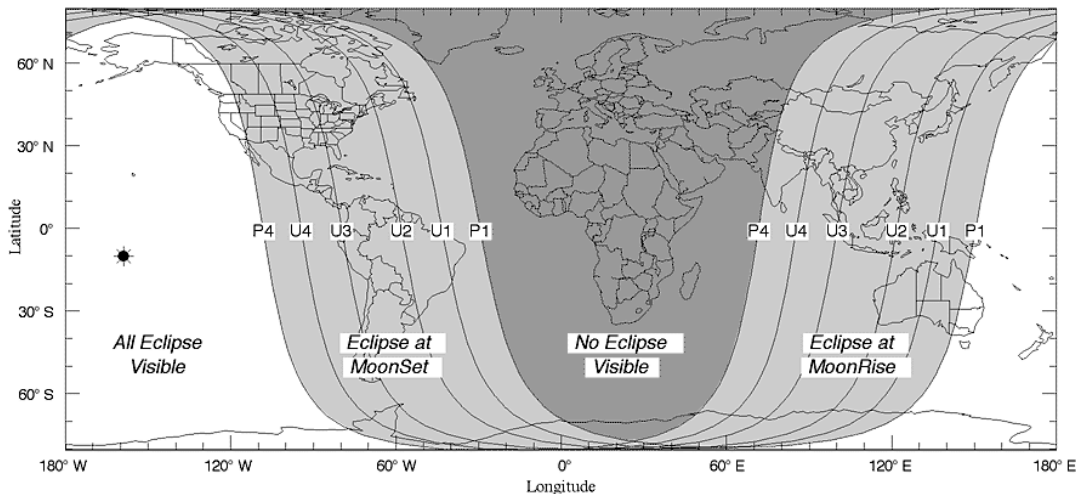 60° N
30° N
Latitude
0°
P4 U4 U3 U2 U1 P1 P4 U4 U3 U2 U1 P1
30° S
All Eclipse
Visible
Eclipse at
MoonSet
No Eclipse
Visible
Eclipse at
MoonRise
60° S
180° W 120° W 60° W 0° 60° E 120° E 180° E
Longitude